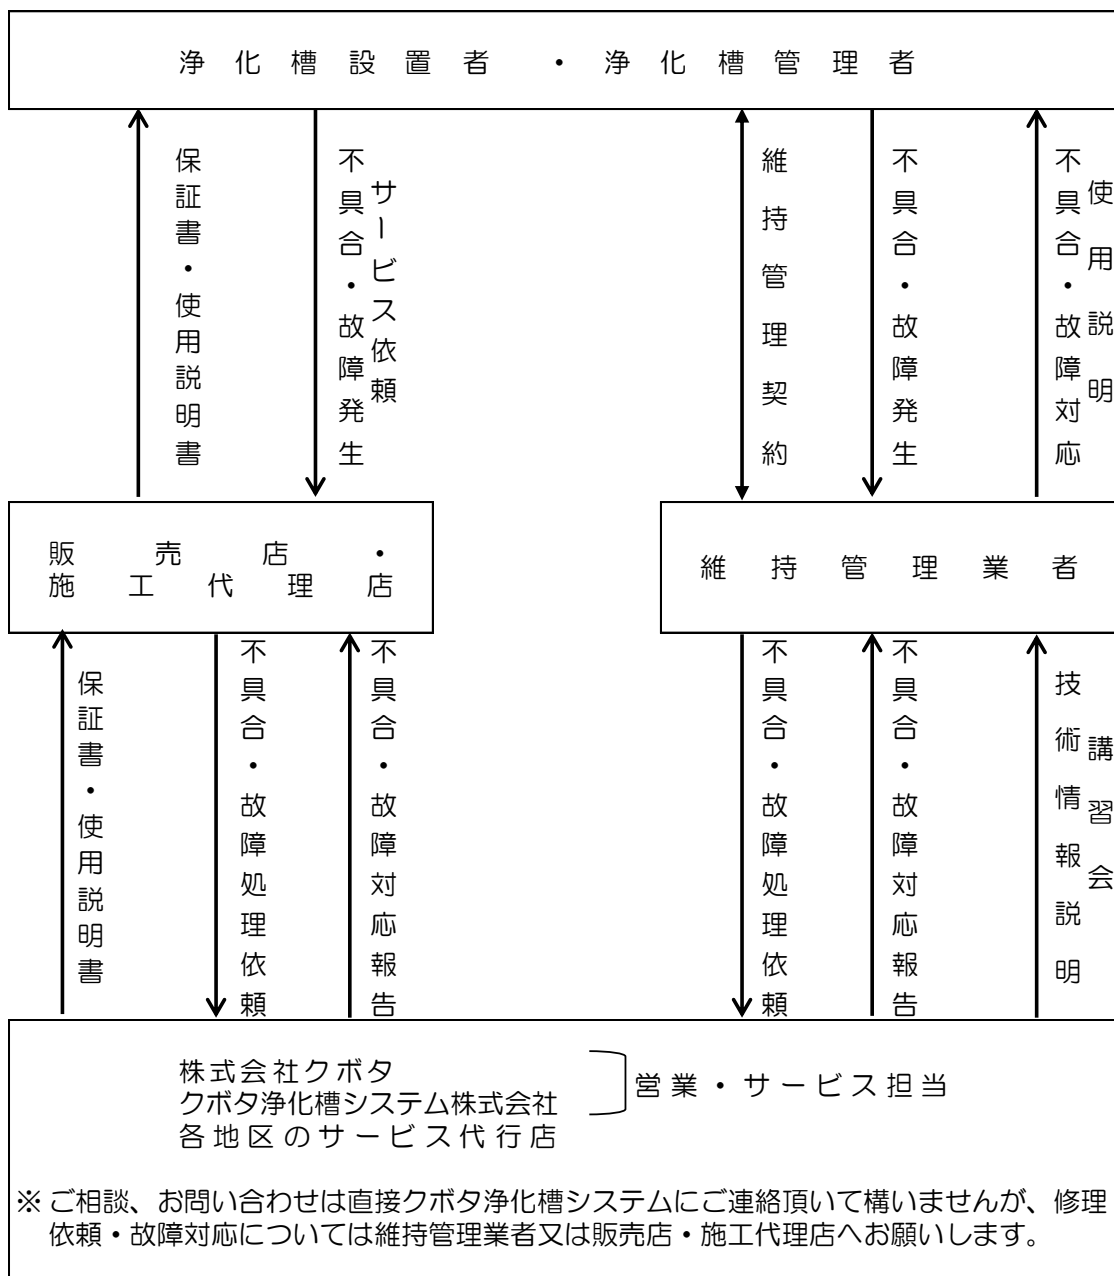 浄化槽設置者・浄化槽管理者
保証書・使用説明書
不具合・故障発生
サービス依頼
維持管理契約
不具合・故障発生
不具合・故障対応
使用説明
販売店・
施工代理店
維持管理業者
保証書・使用説明書
不具合・故障処理依頼
不具合・故障対応報告
不具合・故障処理依頼
不具合・故障対応報告
技術情報説明
講習会
株式会社クボタ
クボタ浄化槽システム株式会社
各地区のサービス代行店
営業・サービス担当
※ご相談、お問い合わせは直接クボタ浄化槽システムにご連絡頂いて構いませんが、修理
依頼・故障対応については維持管理業者又は販売店・施工代理店へお願いします。